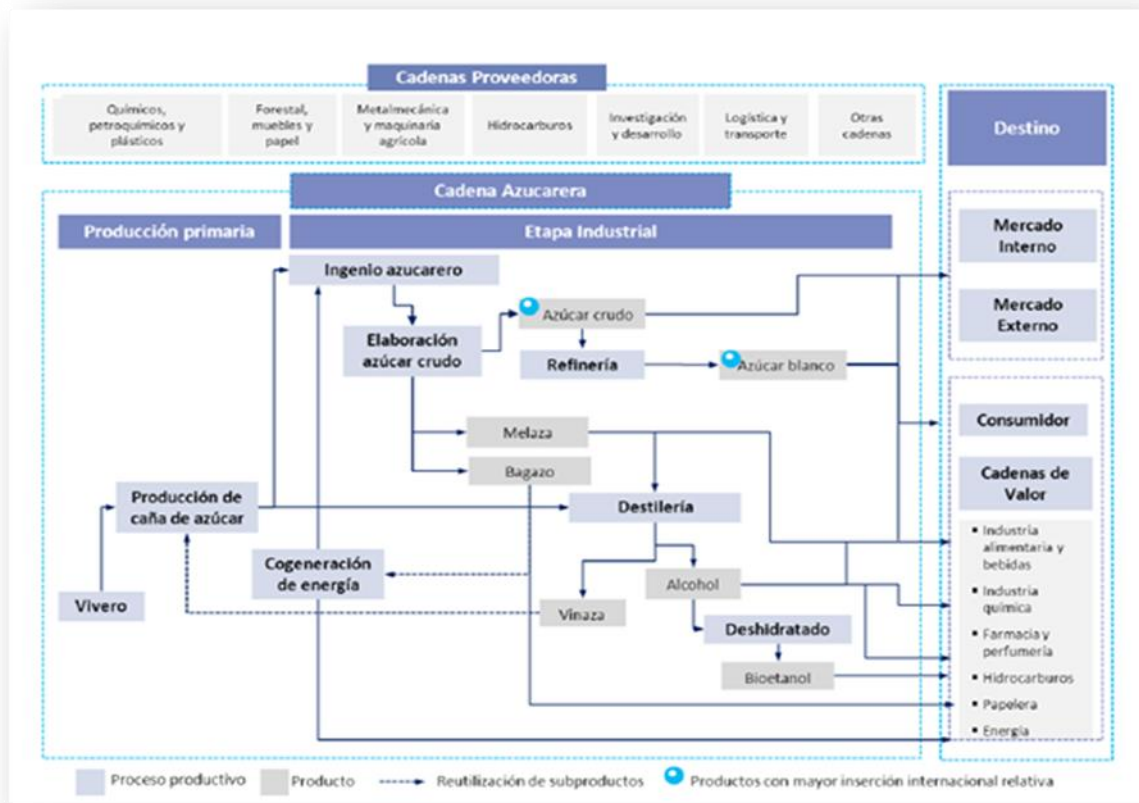 Cadenas Proveedoras
Químicos,
petroquímicos y
plásticos
Forestal,
muebles y
papel
Metalmecánica
y maquinaria
agrícola
Hidrocarburos
Investigación
y desarrollo
Logística y
transporte
Otras
cadenas
Destino
Cadena Azucarera
Producción primaria
Etapa Industrial
Ingenio azucarero
Mercado
Interno
Mercado
Externo
Azúcar crudo
Elaboración
azúcar crudo
Refinería
Azúcar blanco
Consumidor
Melaza
Bagazo
Cadenas de
Valor
Producción de
caña de azúcar
Destilería
Industria
alimentaria y
bebidas
Industria
química
Farmacia y
perfumería
Hidrocarburos
Papelera
Energía
Cogeneración
de energía
Alcohol
Vivero
Vinaza
Deshidratado
Bioetanol
Proceso productivo
Producto
Reutilización de subproductos
Productos con mayor inserción internacional relativa